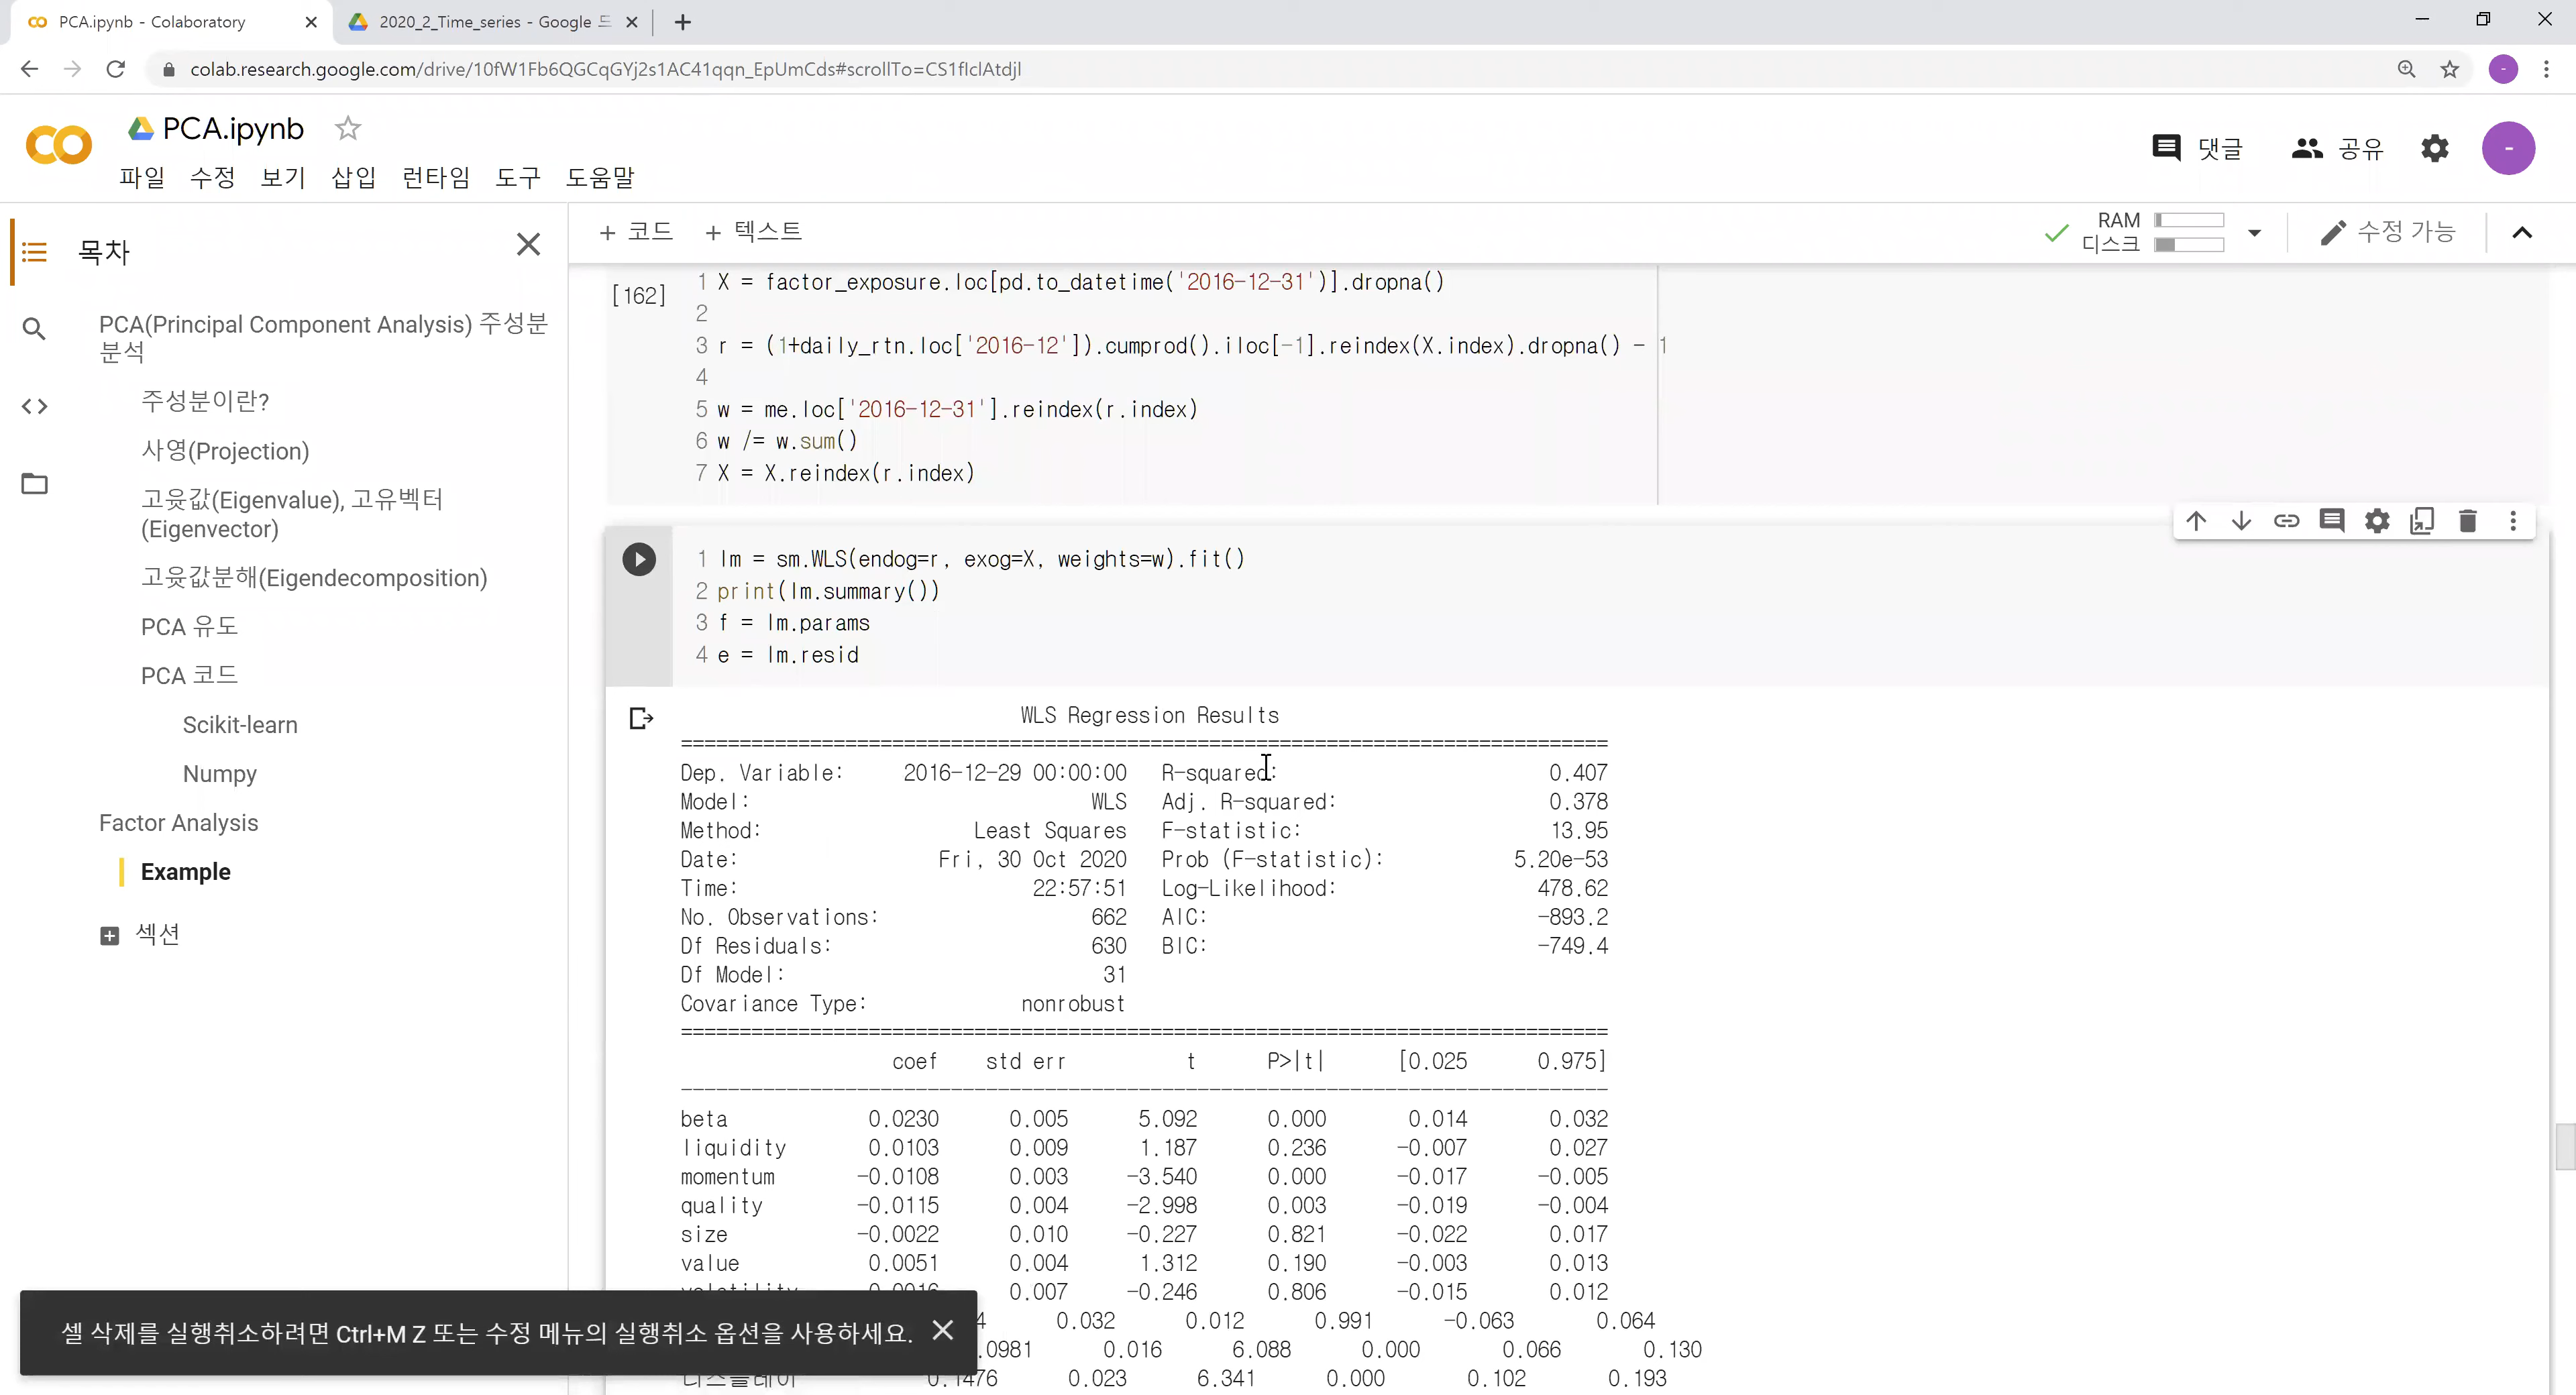 PCA.ipynb - Colaboratory
2020_2_Time_series - Google 드
colab.research.google.com/drive/10fW1Fb6QGCqGYj2s1AC41qqn_EpUmCds#scrollTo=CS1fIclAtdjl
PCA.ipynb
파일 수정 보기 삽입 런타임 도구 도움말
댓글 공유
목차
+ 코드 + 텍스트
RAM
디스크
수정 가능
PCA(Principal Component Analysis) 주성분
분석
주성분이란?
사영(Projection)
고윳값(Eigenvalue), 고유벡터
(Eigenvector)
고윳값분해(Eigendecomposition)
PCA 유도
PCA 코드
Scikit-learn
Numpy
Factor Analysis
Example
섹션
[162]
1 X = factor_exposure.loc[pd.to_datetime('2016-12-31')].dropna()
2
3 r = (1+daily_rtn.loc['2016-12']).cumprod().iloc[-1].reindex(X.index).dropna() - 1
4
5 w = me.loc['2016-12-31'].reindex(r.index)
6 w /= w.sum()
7 X = X.reindex(r.index)
1 lm = sm.WLS(endog=r, exog=X, weights=w).fit()
2 print(lm.summary())
3 f = lm.params
4 e = lm.resid
WLS Regression Results
==============================================================================
Dep. Variable: 2016-12-29 00:00:00 R-squared: 0.407
Model: WLS Adj. R-squared: 0.378
Method: Least Squares F-statistic: 13.95
Date: Fri, 30 Oct 2020 Prob (F-statistic): 5.20e-53
Time: 22:57:51 Log-Likelihood: 478.62
No. Observations: 662 AIC: -893.2
Df Residuals: 630 BIC: -749.4
Df Model: 31
Covariance Type: nonrobust
==============================================================================
coef std err t P>|t| [0.025 0.975]
------------------------------------------------------------------------------
beta 0.0230 0.005 5.092 0.000 0.014 0.032
liquidity 0.0103 0.009 1.187 0.236 -0.007 0.027
momentum -0.0108 0.003 -3.540 0.000 -0.017 -0.005
quality -0.0115 0.004 -2.998 0.003 -0.019 -0.004
size -0.0022 0.010 -0.227 0.821 -0.022 0.017
value 0.0051 0.004 1.312 0.190 -0.003 0.013
volatility 0.007 -0.246 0.806 -0.015 0.012
4 0.032 0.012 0.991 -0.063 0.064
.0981 0.016 6.088 0.000 0.066 0.130
디스플레이 0.1476 0.023 6.341 0.000 0.102 0.193
셀 삭제를 실행취소하려면 Ctrl+M Z 또는 수정 메뉴의 실행취소 옵션을 사용하세요.